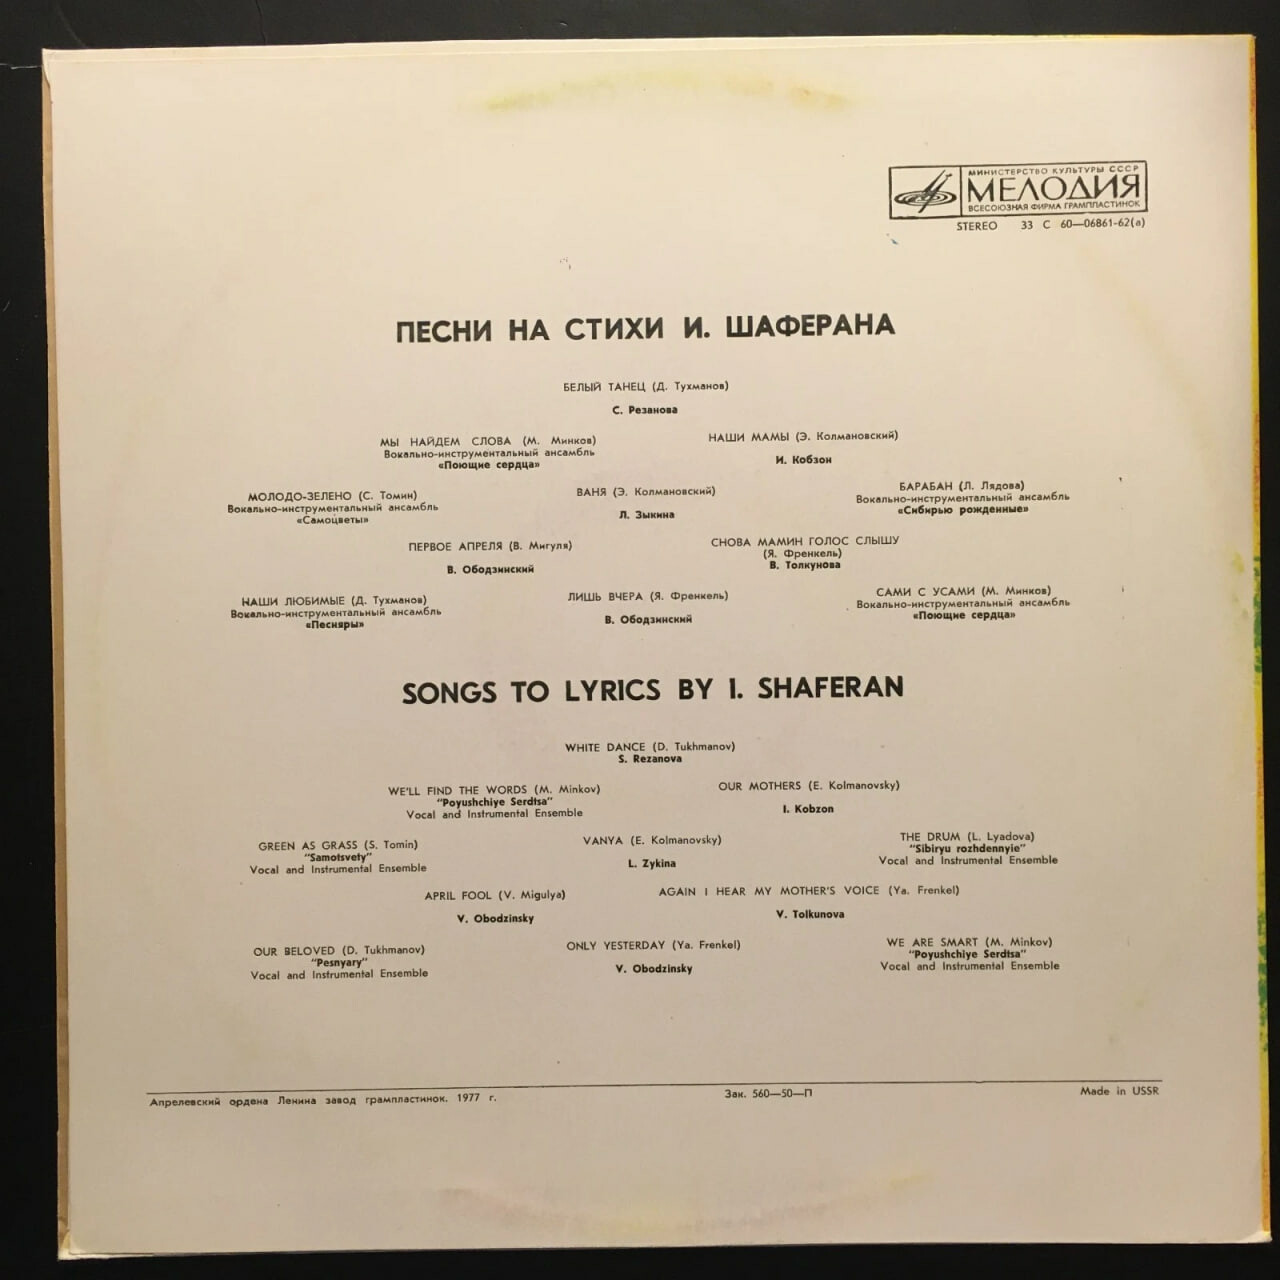 МИНИСТЕРСТВО КУЛЬТУРЫ СССР
МЕЛОДИЯ
ВСЕСОЮЗНАЯ ФИРМА ГРАМПЛАСТИНОК
STEREO 33 С 60—06861-62(а)
ПЕСНИ НА СТИХИ И. ШАФЕРАНА
БЕЛЫЙ ТАНЕЦ (Д. Тухманов)
С. Резанова
МЫ НАЙДЕМ СЛОВА (М. Минков)
Вокально-инструментальный ансамбль
«Поющие сердца»
НАШИ МАМЫ (Э. Колмановский)
И. Кобзон
МОЛОДО-ЗЕЛЕНО (С. Томин)
Вокально-инструментальный ансамбль
«Самоцветы»
ВАНЯ (Э. Колмановский)
Л. Зыкина
БАРАБАН (Л. Лядова)
Вокально-инструментальный ансамбль
«Сибирью рожденные»
ПЕРВОЕ АПРЕЛЯ (В. Мигуля)
В. Ободзинский
СНОВА МАМИН ГОЛОС СЛЫШУ
(Я. Френкель)
В. Толкунова
НАШИ ЛЮБИМЫЕ (Д. Тухманов)
Вокально-инструментальный ансамбль
«Песняры»
ЛИШЬ ВЧЕРА (Я. Френкель)
В. Ободзинский
САМИ С УСАМИ (М. Минков)
Вокально-инструментальный ансамбль
«Поющие сердца»
SONGS TO LYRICS BY I. SHAFERAN
WHITE DANCE (D. Tukhmanov)
S. Rezanova
WE'LL FIND THE WORDS (M. Minkov)
"Poyushchiye Serdtsa"
Vocal and Instrumental Ensemble
OUR MOTHERS (E. Kolmanovsky)
I. Kobzon
GREEN AS GRASS (S. Tomin)
"Samotsvety"
Vocal and Instrumental Ensemble
VANYA (E. Kolmanovsky)
L. Zykina
THE DRUM (L. Lyadova)
"Sibiryu rozhdennyie"
Vocal and Instrumental Ensemble
APRIL FOOL (V. Migulya)
V. Obodzinsky
AGAIN I HEAR MY MOTHER'S VOICE (Ya. Frenkel)
V. Tolkunova
OUR BELOVED (D. Tukhmanov)
"Pesnyary"
Vocal and Instrumental Ensemble
ONLY YESTERDAY (Ya. Frenkel)
V. Obodzinsky
WE ARE SMART (M. Minkov)
"Poyushchiye Serdtsa"
Vocal and Instrumental Ensemble
Апрелевский ордена Ленина завод грампластинок. 1977 г.
Зак. 560—50—П
Made in USSR